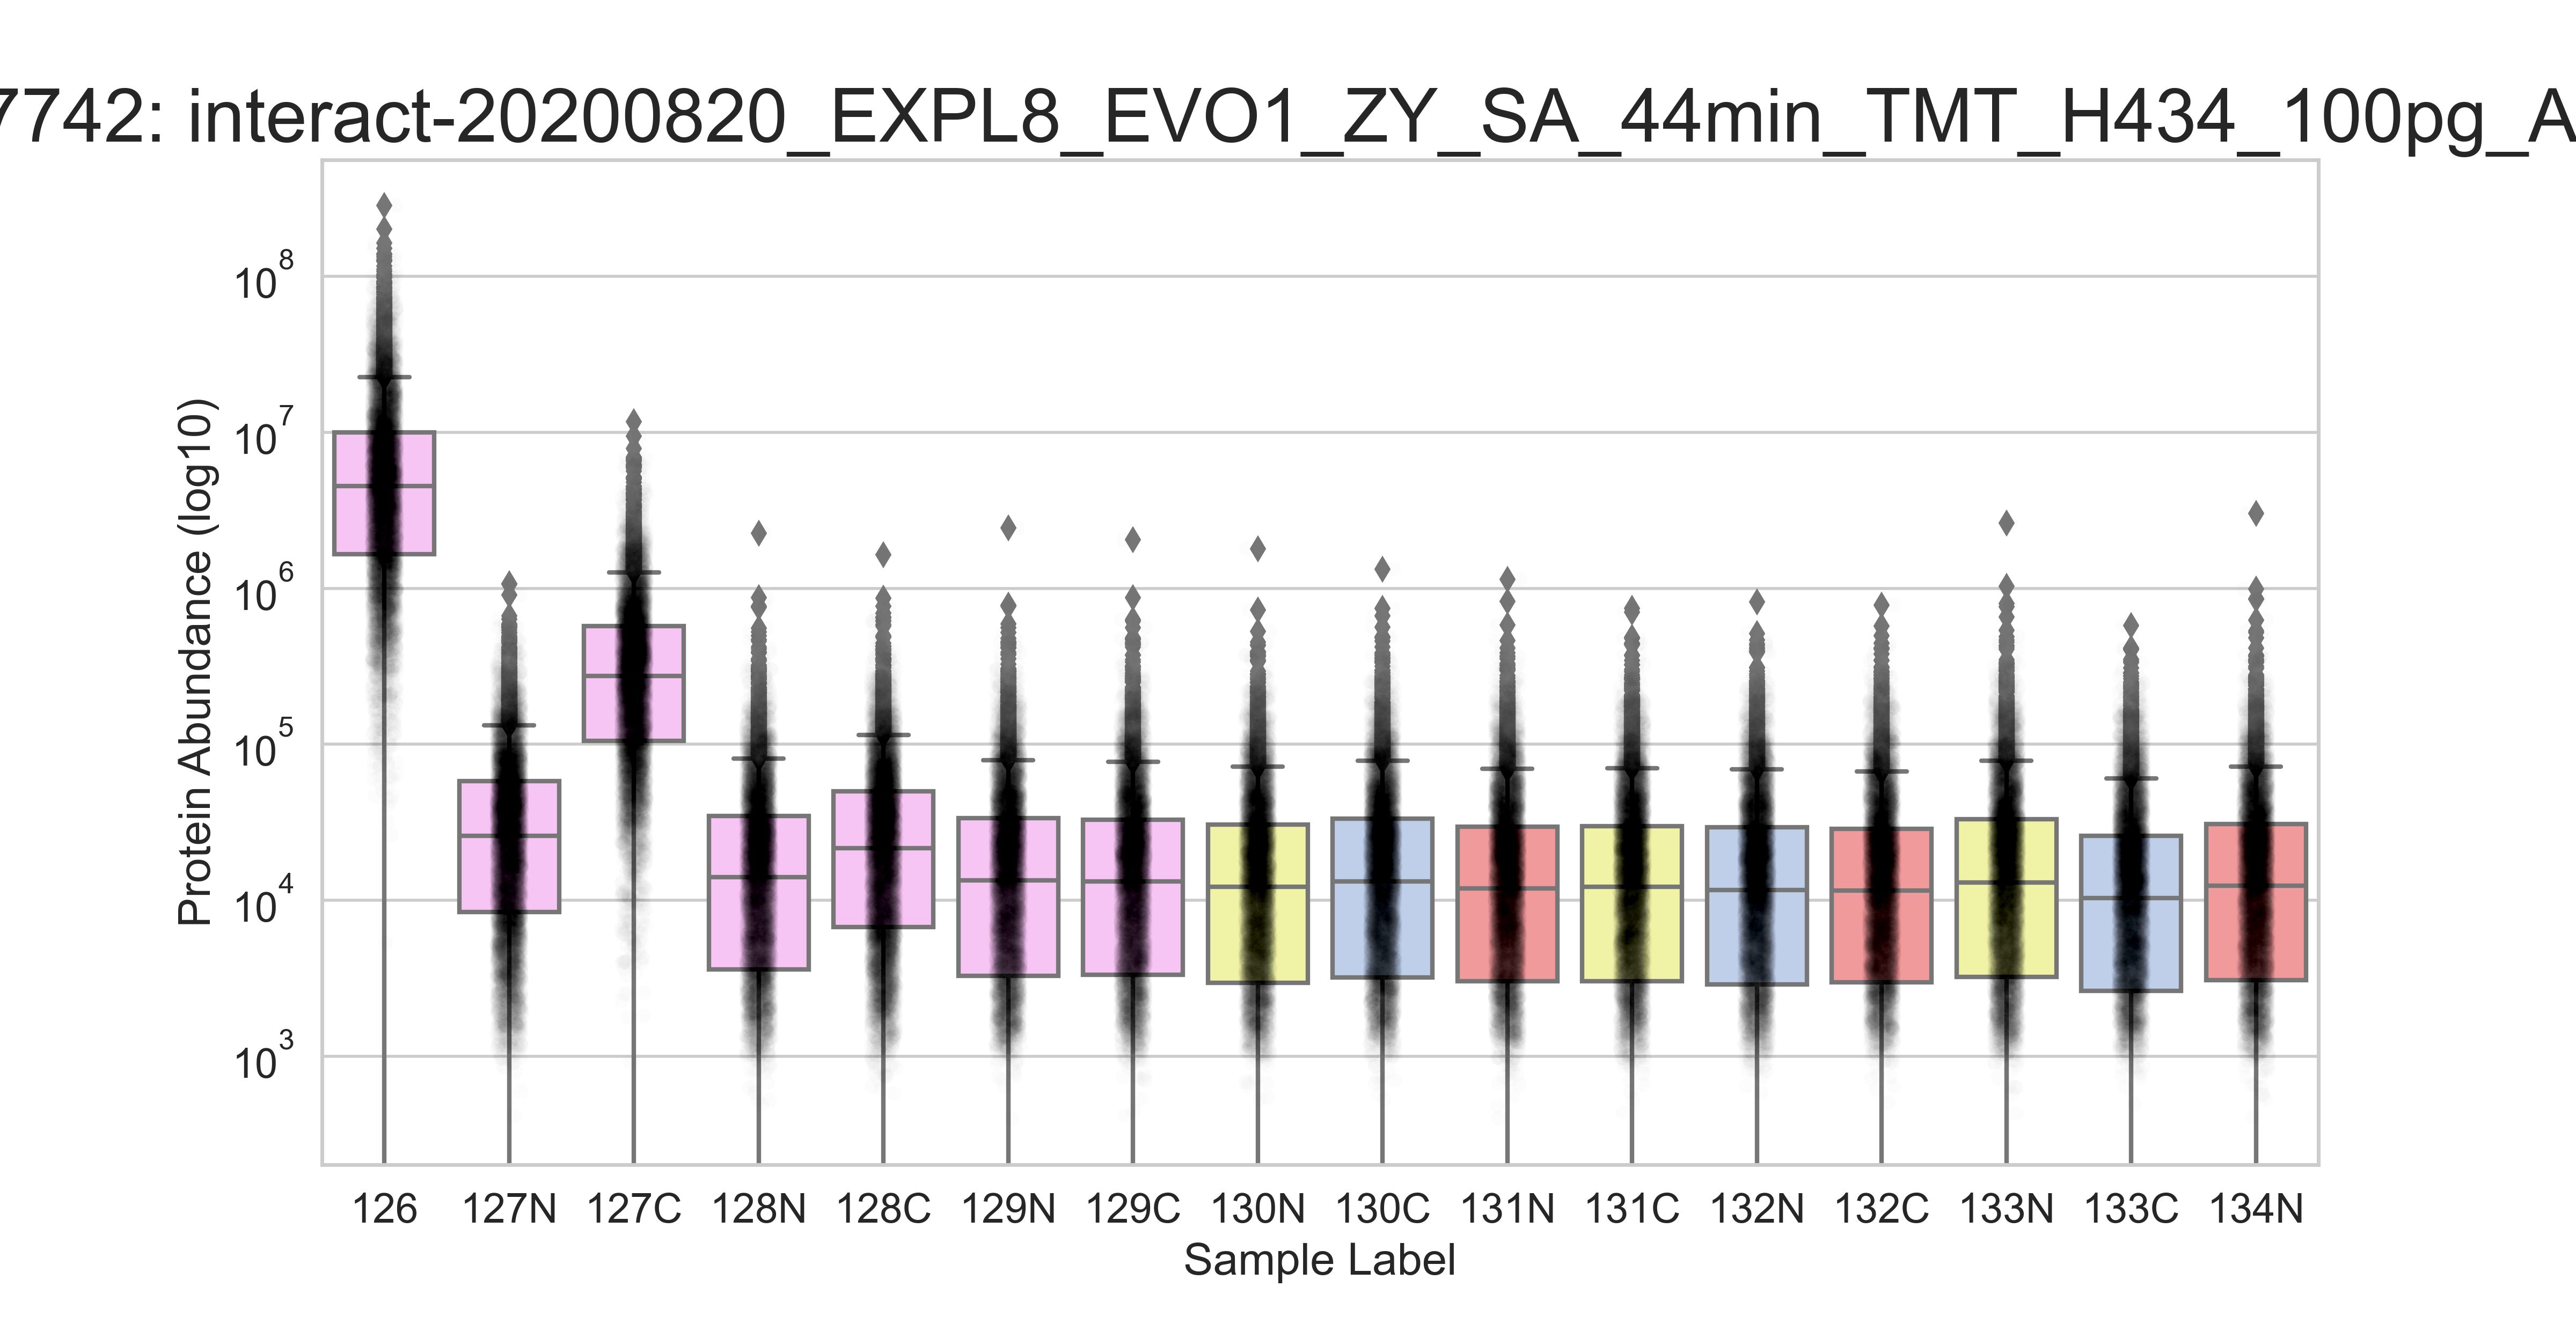 7742: interact-20200820_EXPL8_EVO1_ZY_SA_44min_TMT_H434_100pg_A
Protein Abundance (log10)
10^8
10^7
10^6
10^5
10^4
10^3
126 127N 127C 128N 128C 129N 129C 130N 130C 131N 131C 132N 132C 133N 133C 134N
Sample Label